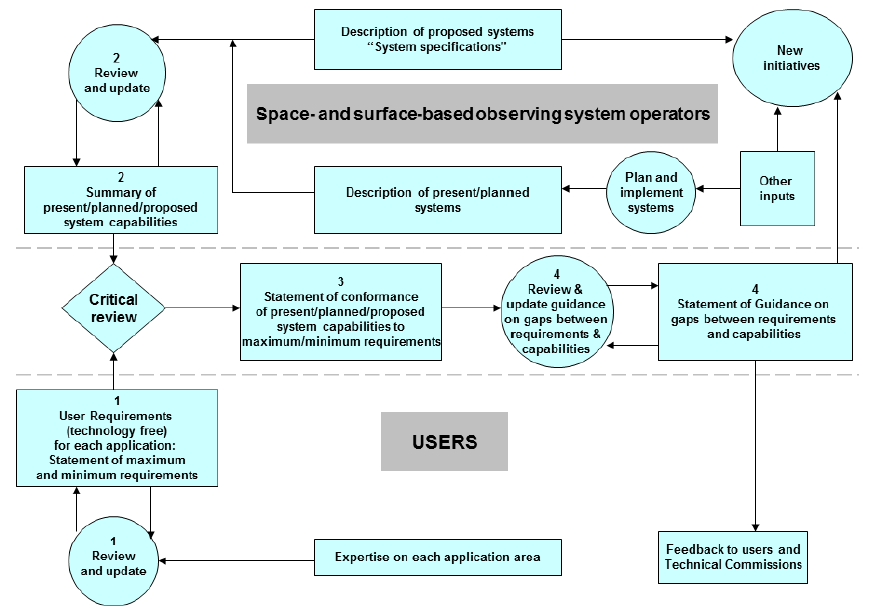 Description of proposed systems
“System specifications”
2
Review
and update
New
initiatives
Space- and surface-based observing system operators
2
Summary of
present/planned/proposed
system capabilities
Description of present/planned
systems
Plan and
implement
systems
Other
inputs
Critical
review
3
Statement of conformance
of present/planned/proposed
system capabilities to
maximum/minimum requirements
4
Review &
update guidance
on gaps between
requirements &
capabilities
4
Statement of Guidance on
gaps between requirements
and capabilities
1
User Requirements
(technology free)
for each application:
Statement of maximum
and minimum requirements
USERS
1
Review
and update
Expertise on each application area
Feedback to users and
Technical Commissions